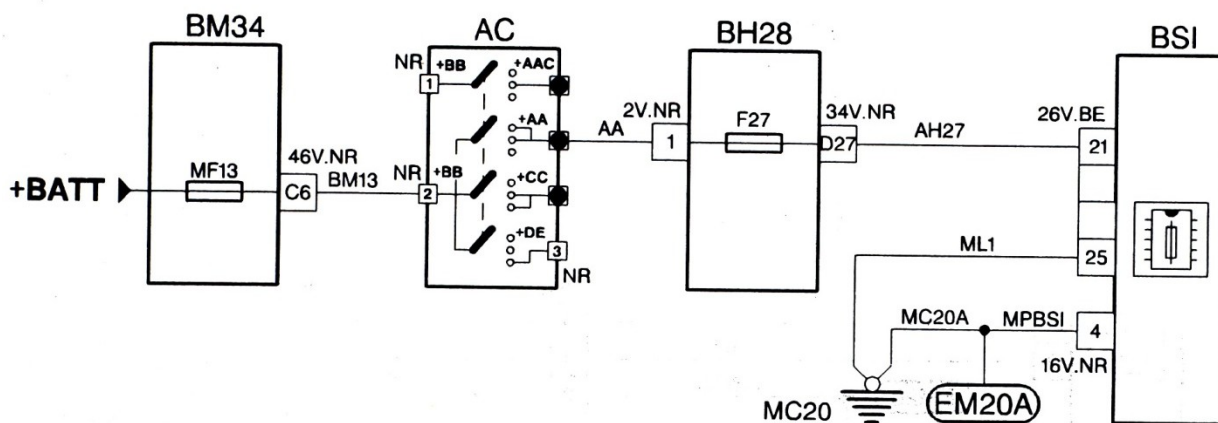 BM34
AC
BH28
BSI
NR
+BB
+AAC
1
2V.NR
34V.NR
26V.BE
+AA
AA
1
F27
D27
AH27
21
46V.NR
+BATT
MF13
C6
BM13
NR
2
+BB
+CC
+DE
3
NR
ML1
25
MC20A
MPBSI
4
16V.NR
MC20
EM20A